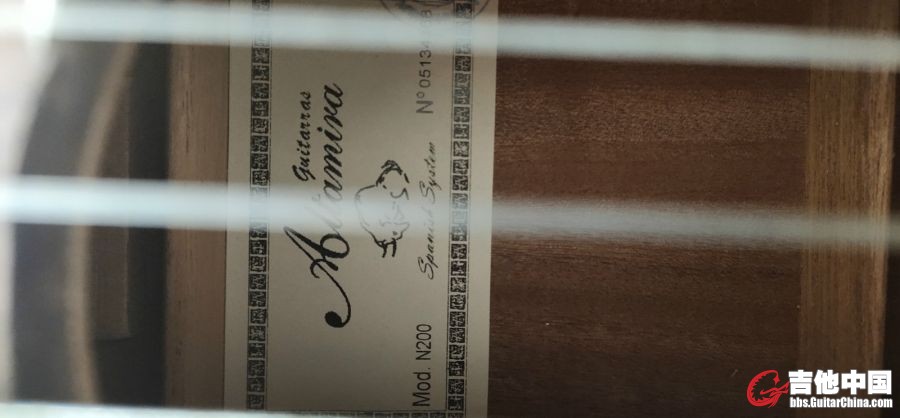 Guitarras
Altamira
Spanish System
Mod. N200
吉他中国
bbs.GuitarChina.com